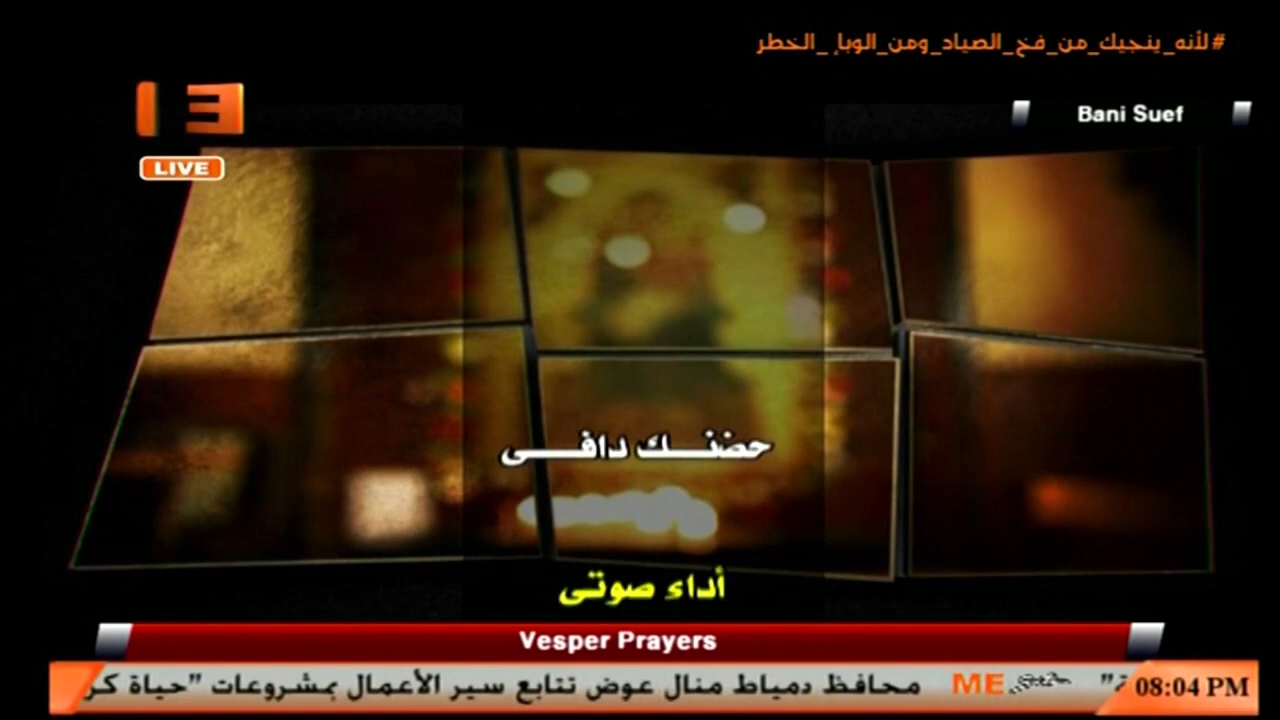 #لأنه_ينجيك_من_فخ_الصياد_ومن_الوبإ_الخطر
Bani Suef
LIVE
حضنك دافى
أداء صوتى
Vesper Prayers
محافظ دمياط منال عوض تتابع سير الأعمال بمشروعات "حياة كر
ME
08:04 PM